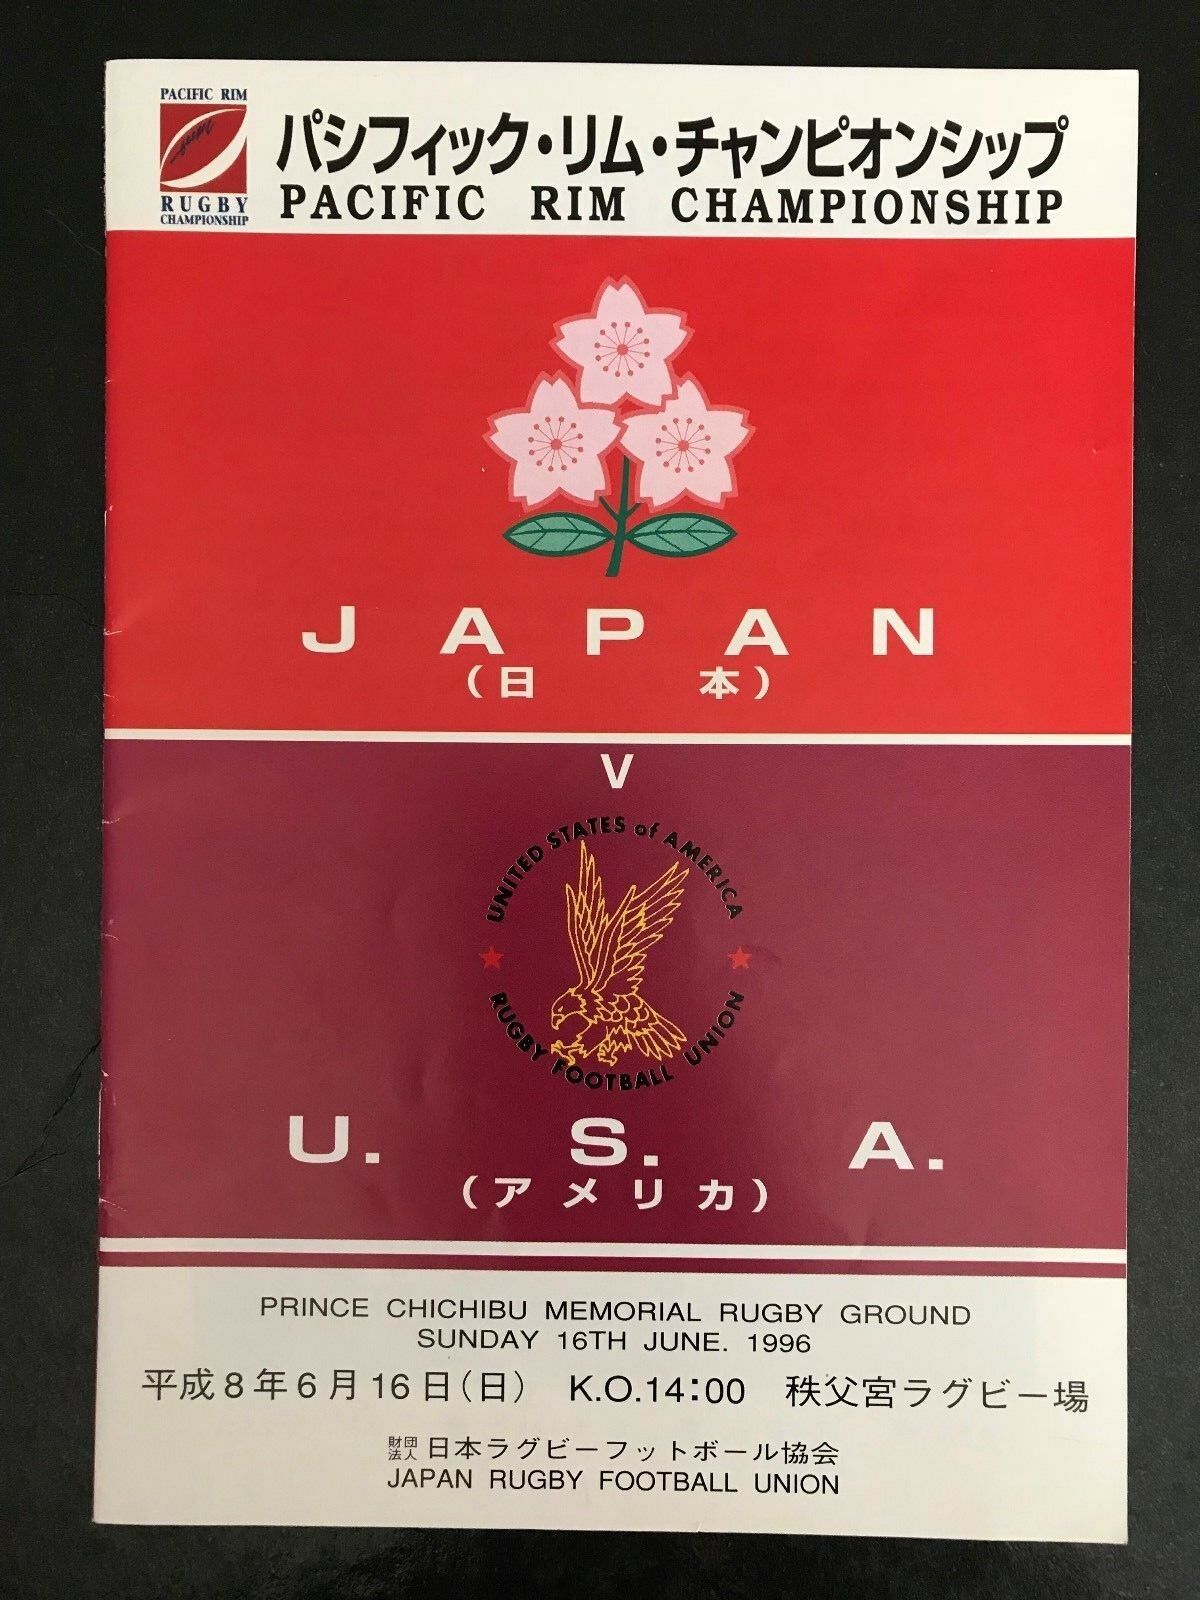 PACIFIC RIM
RUGBY
CHAMPIONSHIP
パシフィック・リム・チャンピオンシップ
PACIFIC RIM CHAMPIONSHIP
JAPAN
(日 本)
V
UNITED STATES of AMERICA
RUGBY FOOTBALL UNION
U. S. A.
(アメリカ)
PRINCE CHICHIBU MEMORIAL RUGBY GROUND
SUNDAY 16TH JUNE. 1996
平成8年6月16日(日) K.O.14:00 秩父宮ラグビー場
財団法人 日本ラグビーフットボール協会
JAPAN RUGBY FOOTBALL UNION